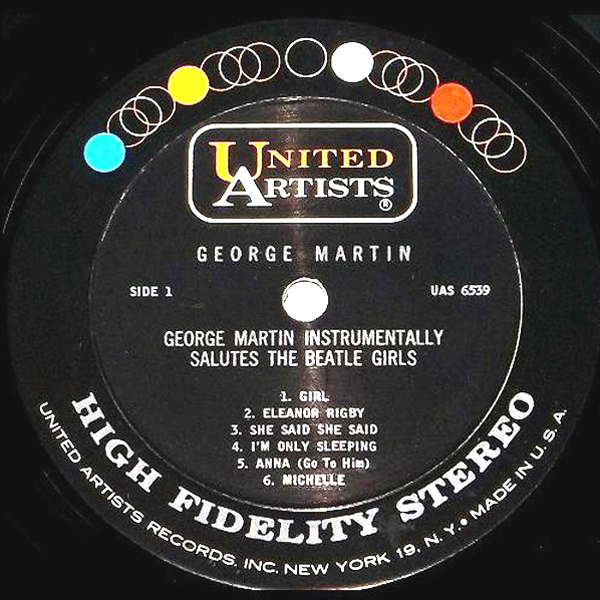 UNITED
ARTISTS®
GEORGE MARTIN
SIDE 1
UAS 6539
GEORGE MARTIN INSTRUMENTALLY
SALUTES THE BEATLE GIRLS
1. GIRL
2. ELEANOR RIGBY
3. SHE SAID SHE SAID
4. I'M ONLY SLEEPING
5. ANNA (Go To Him)
6. MICHELLE
HIGH FIDELITY STEREO
UNITED ARTISTS RECORDS, INC. NEW YORK 19, N.Y. • MADE IN U.S.A.